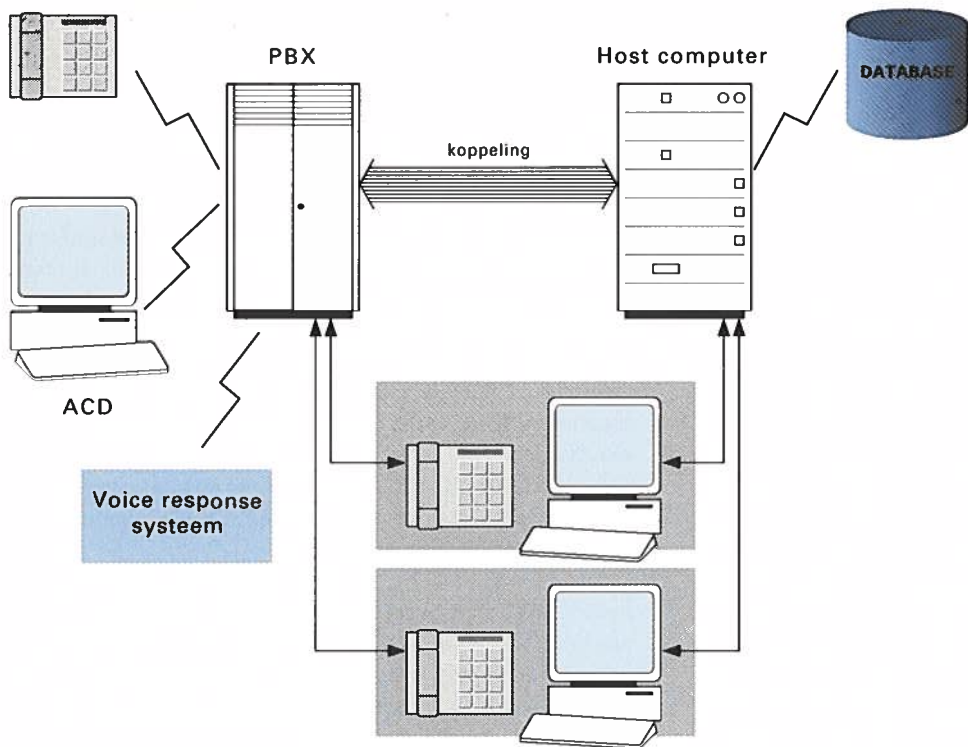 PBX
Host computer
DATABASE
koppeling
ACD
Voice response
systeem